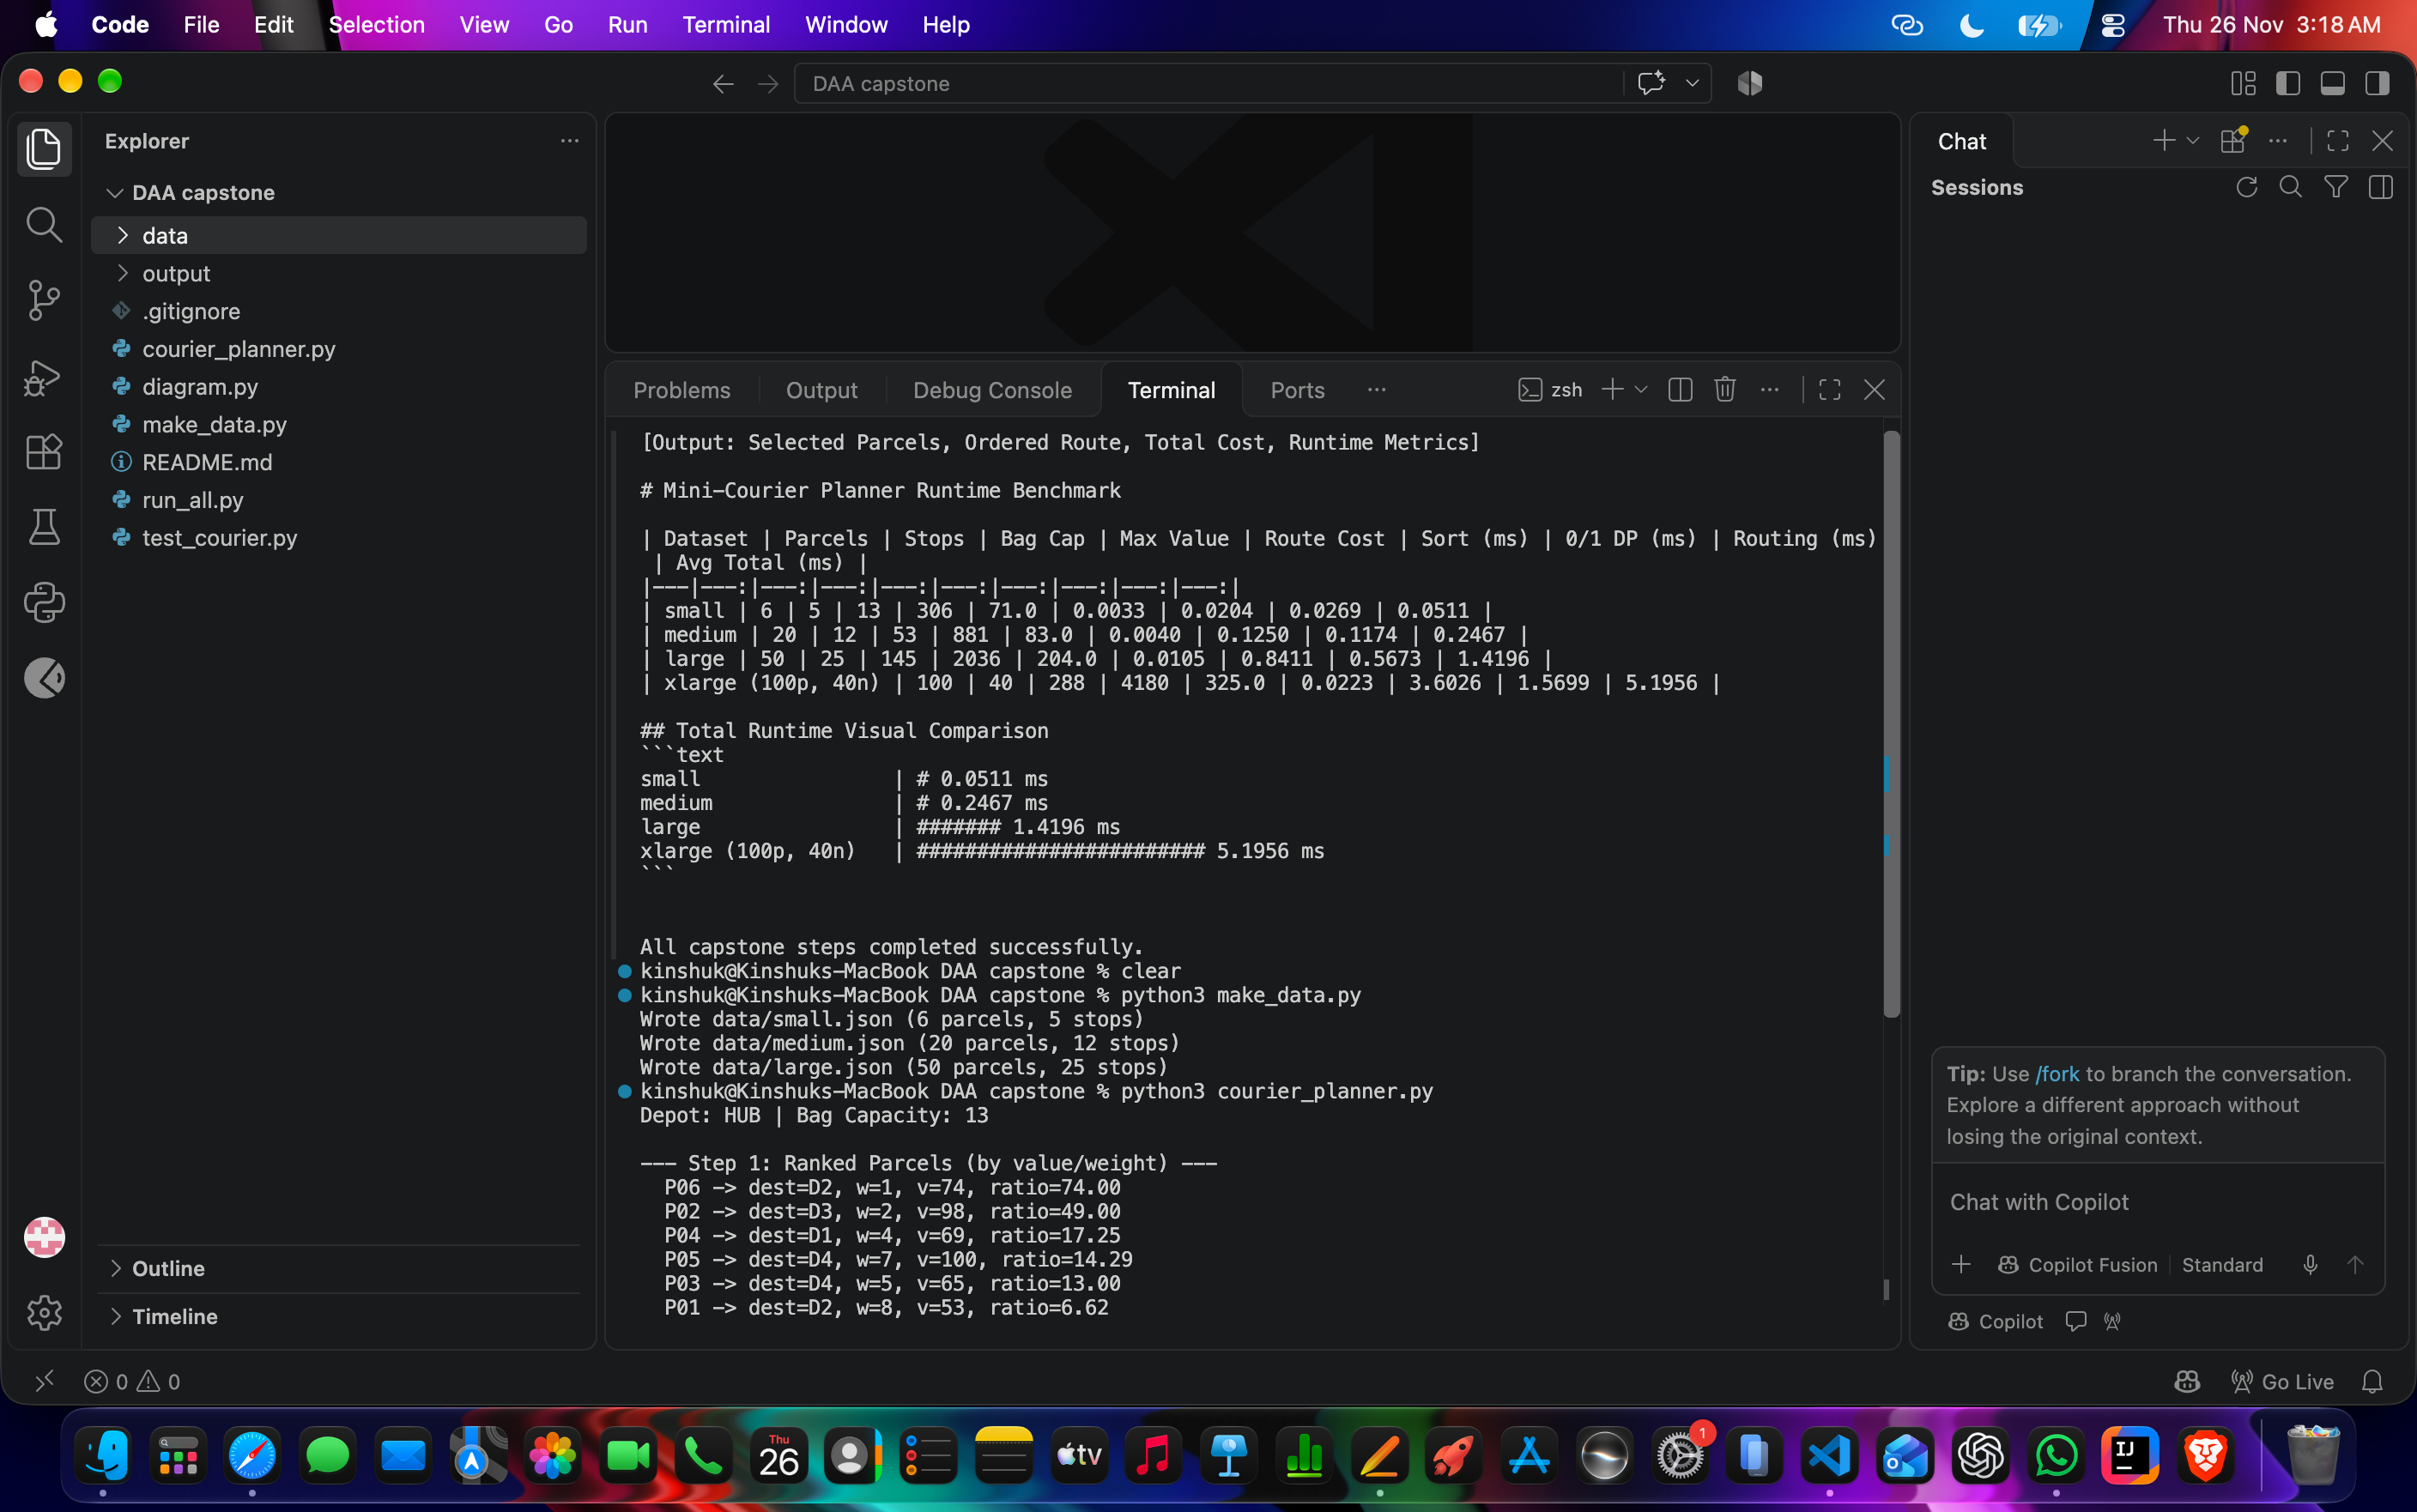 Code File Edit Selection View Go Run Terminal Window Help Thu 26 Nov 3:18 AM
DAA capstone
Explorer
DAA capstone
data
output
.gitignore
courier_planner.py
diagram.py
make_data.py
README.md
run_all.py
test_courier.py
Outline
Timeline
Problems Output Debug Console Terminal Ports zsh
[Output: Selected Parcels, Ordered Route, Total Cost, Runtime Metrics]
# Mini-Courier Planner Runtime Benchmark
| Dataset | Parcels | Stops | Bag Cap | Max Value | Route Cost | Sort (ms) | 0/1 DP (ms) | Routing (ms)
| Avg Total (ms) |
|---|---:|---:|---:|---:|---:|---:|---:|---:|---:|
| small | 6 | 5 | 13 | 306 | 71.0 | 0.0033 | 0.0204 | 0.0269 | 0.0511 |
| medium | 20 | 12 | 53 | 881 | 83.0 | 0.0040 | 0.1250 | 0.1174 | 0.2467 |
| large | 50 | 25 | 145 | 2036 | 204.0 | 0.0105 | 0.8411 | 0.5673 | 1.4196 |
| xlarge (100p, 40n) | 100 | 40 | 288 | 4180 | 325.0 | 0.0223 | 3.6026 | 1.5699 | 5.1956 |
## Total Runtime Visual Comparison
```text
small | # 0.0511 ms
medium | # 0.2467 ms
large | ####### 1.4196 ms
xlarge (100p, 40n) | ######################## 5.1956 ms
```
All capstone steps completed successfully.
kinshuk@Kinshuks-MacBook DAA capstone % clear
kinshuk@Kinshuks-MacBook DAA capstone % python3 make_data.py
Wrote data/small.json (6 parcels, 5 stops)
Wrote data/medium.json (20 parcels, 12 stops)
Wrote data/large.json (50 parcels, 25 stops)
kinshuk@Kinshuks-MacBook DAA capstone % python3 courier_planner.py
Depot: HUB | Bag Capacity: 13
--- Step 1: Ranked Parcels (by value/weight) ---
P06 -> dest=D2, w=1, v=74, ratio=74.00
P02 -> dest=D3, w=2, v=98, ratio=49.00
P04 -> dest=D1, w=4, v=69, ratio=17.25
P05 -> dest=D4, w=7, v=100, ratio=14.29
P03 -> dest=D4, w=5, v=65, ratio=13.00
P01 -> dest=D2, w=8, v=53, ratio=6.62
Chat
Sessions
Tip: Use /fork to branch the conversation.
Explore a different approach without
losing the original context.
Chat with Copilot
Copilot Fusion Standard
Copilot
0 0 Go Live
Thu
26
tv
1
IJ